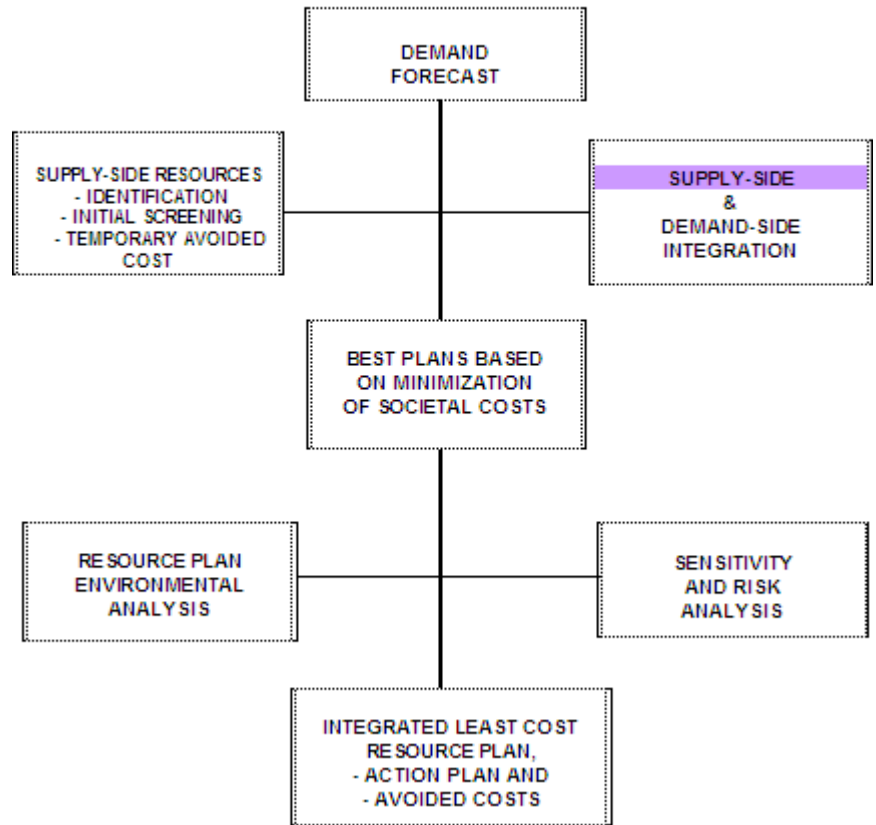 DEMAND
FORECAST
SUPPLY-SIDE RESOURCES
- IDENTIFICATION
- INITIAL SCREENING
- TEMPORARY AVOIDED
COST
SUPPLY-SIDE
&
DEMAND-SIDE
INTEGRATION
BEST PLANS BASED
ON MINIMIZATION
OF SOCIETAL COSTS
RESOURCE PLAN
ENVIRONMENTAL
ANALYSIS
SENSITIVITY
AND RISK
ANALYSIS
INTEGRATED LEAST COST
RESOURCE PLAN,
- ACTION PLAN AND
- AVOIDED COSTS